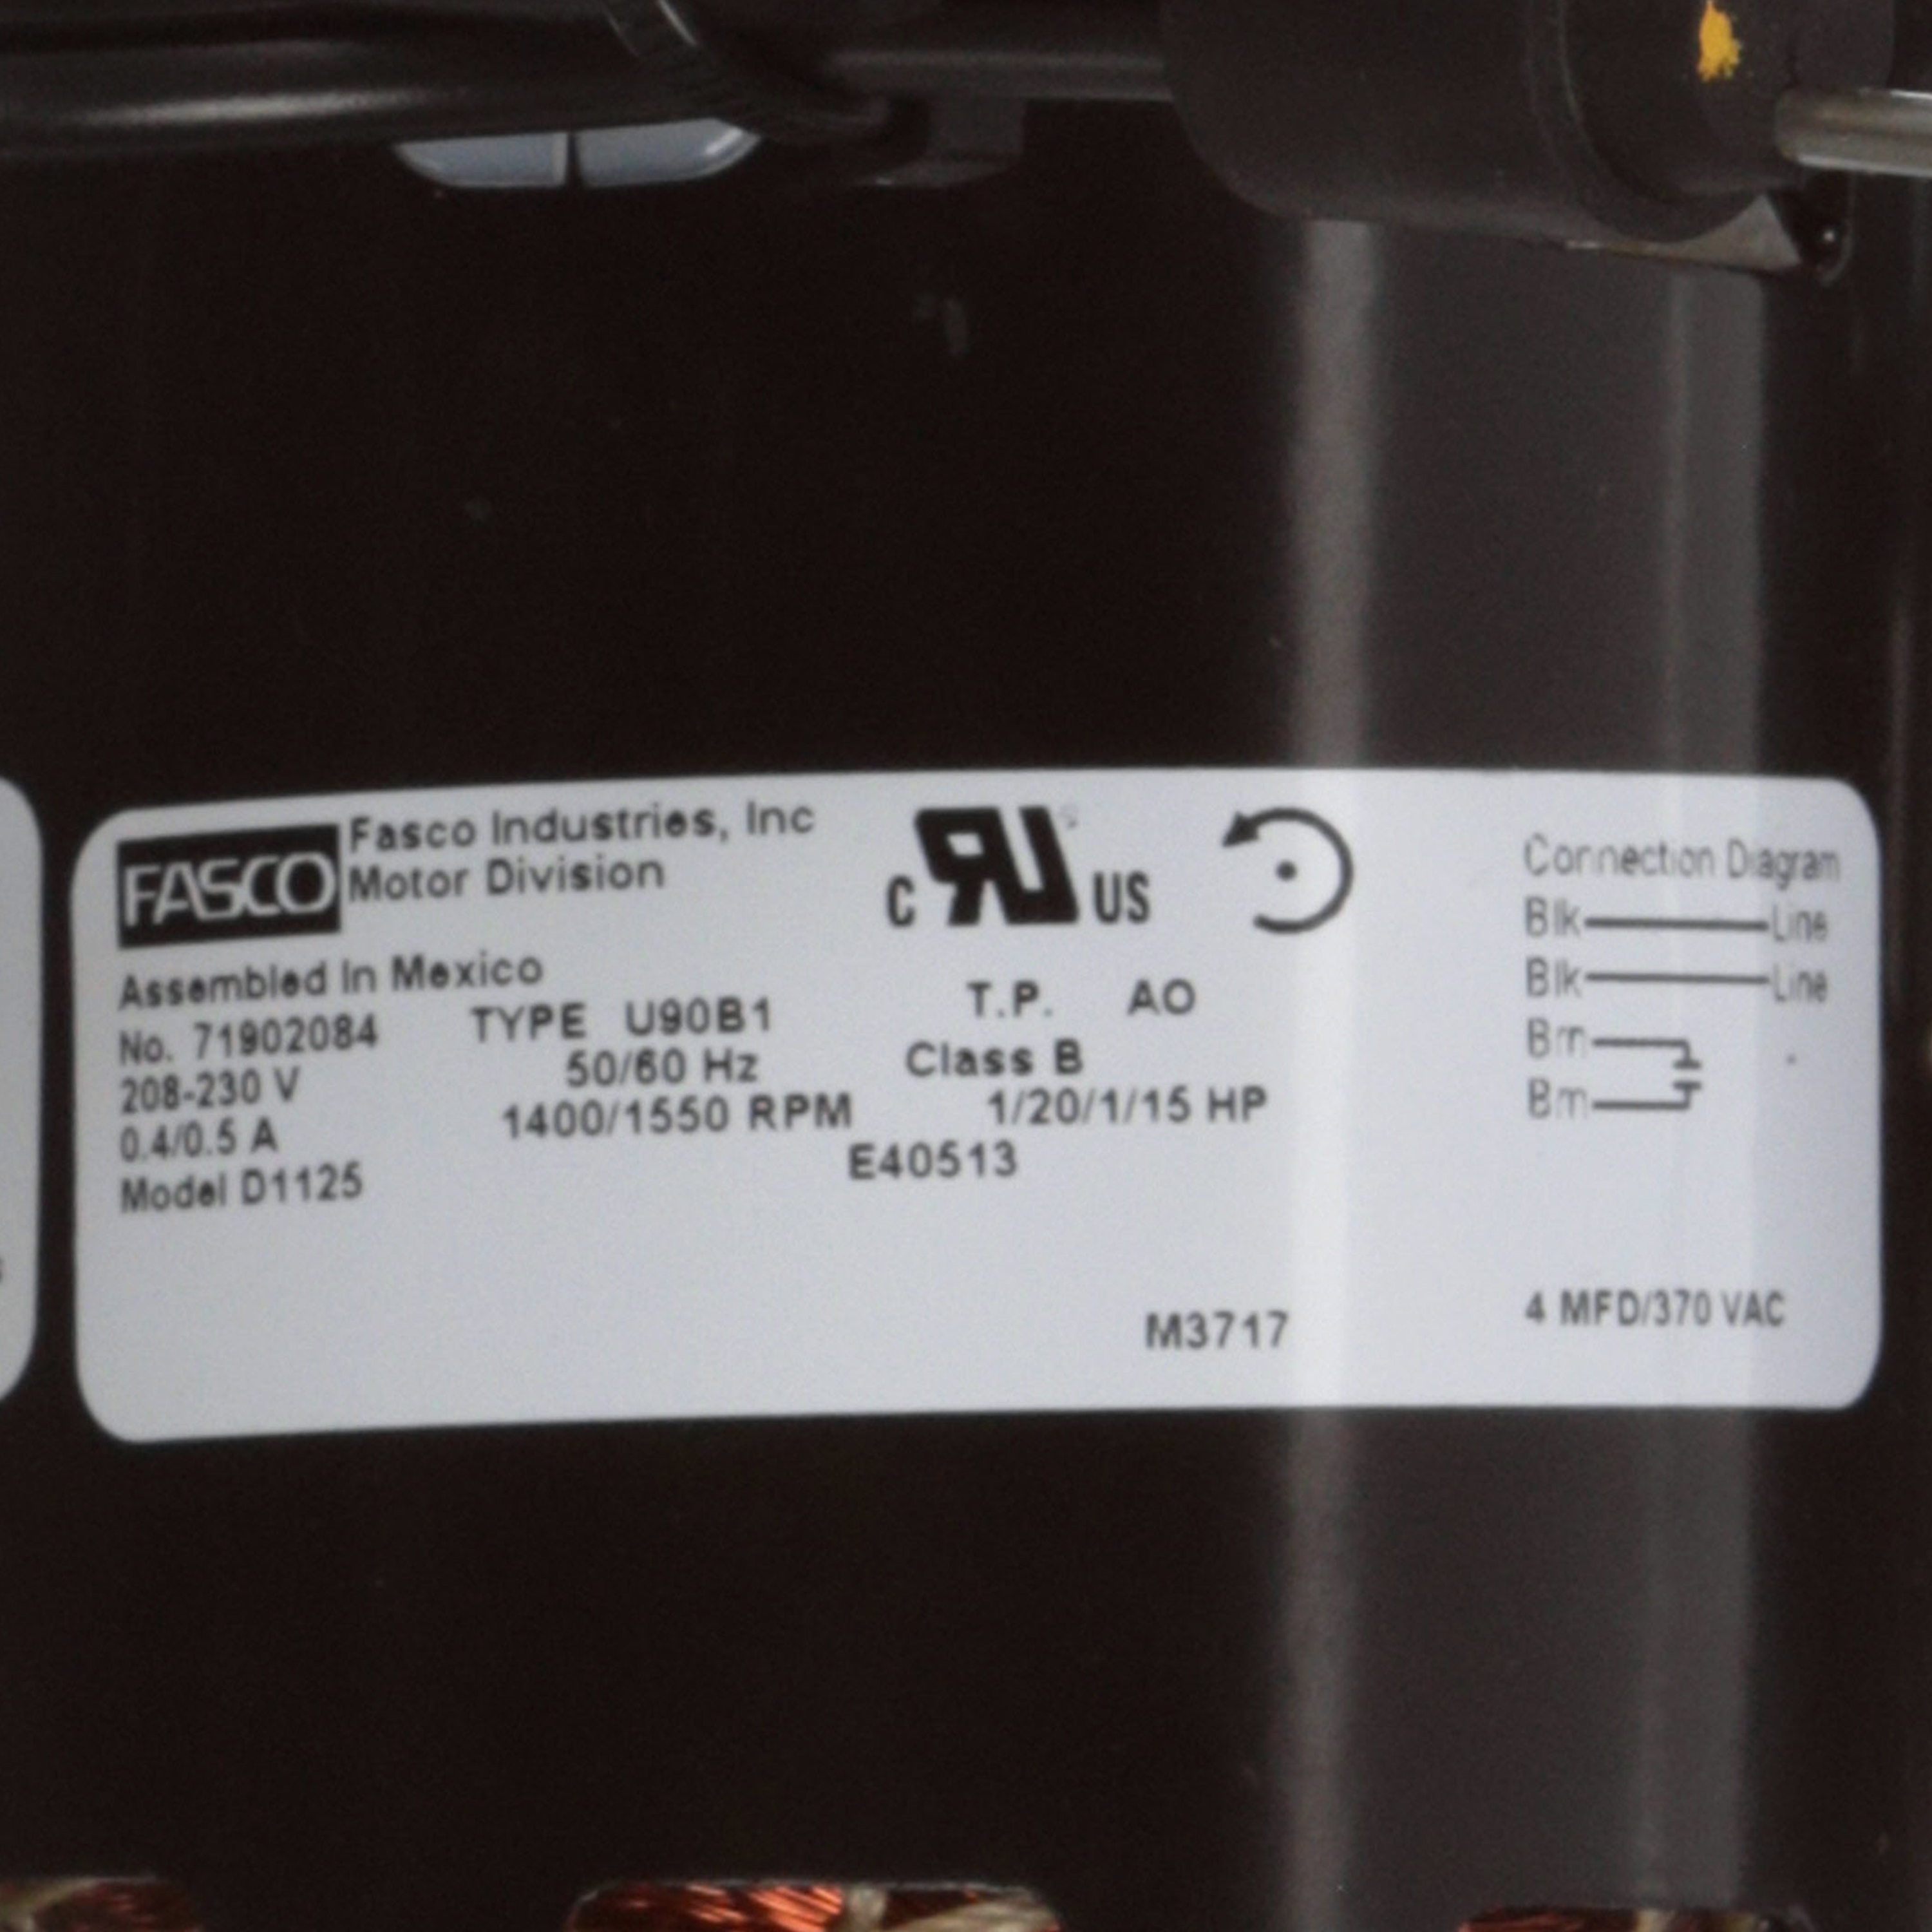 FASCO
Fasco Industries, Inc
Motor Division
Assembled In Mexico
No. 71902084
TYPE U90B1
T.P. AO
208-230 V
50/60 Hz
Class B
0.4/0.5 A
1400/1550 RPM
1/20/1/15 HP
Model D1125
E40513
M3717
C RU US
Connection Diagram
Blk Line
Blk Line
Brn
Brn
4 MFD/370 VAC